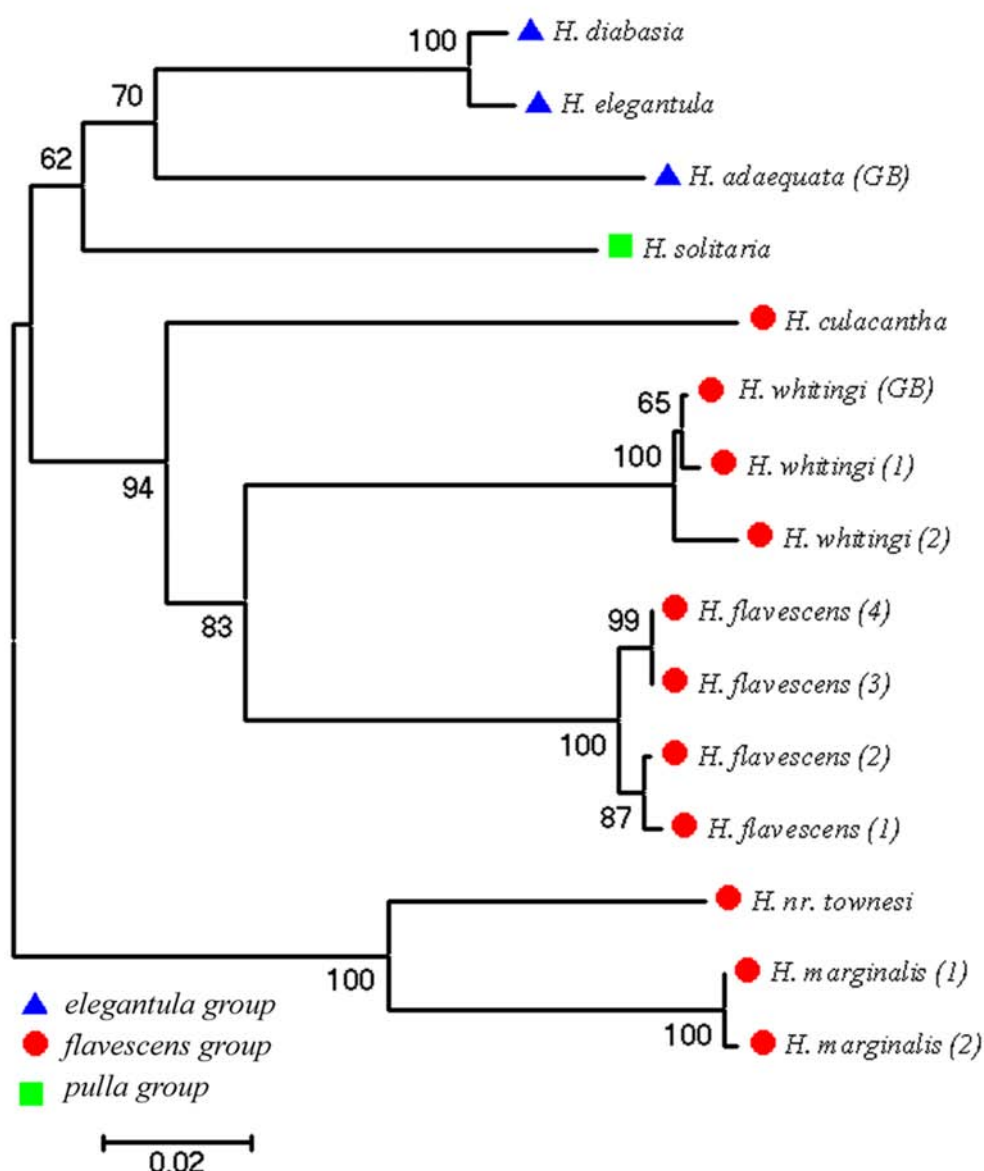 100
H. diabasia
70
H. elegantula
62
H. adaequata (GB)
H. solitaria
H. culacantha
65
H. whitingi (GB)
100
H. whitingi (1)
94
H. whitingi (2)
83
99
H. flavescens (4)
H. flavescens (3)
100
H. flavescens (2)
87
H. flavescens (1)
H. nr. townesi
100
H. marginalis (1)
100
H. marginalis (2)
elegantula group
flavescens group
pulla group
0.02